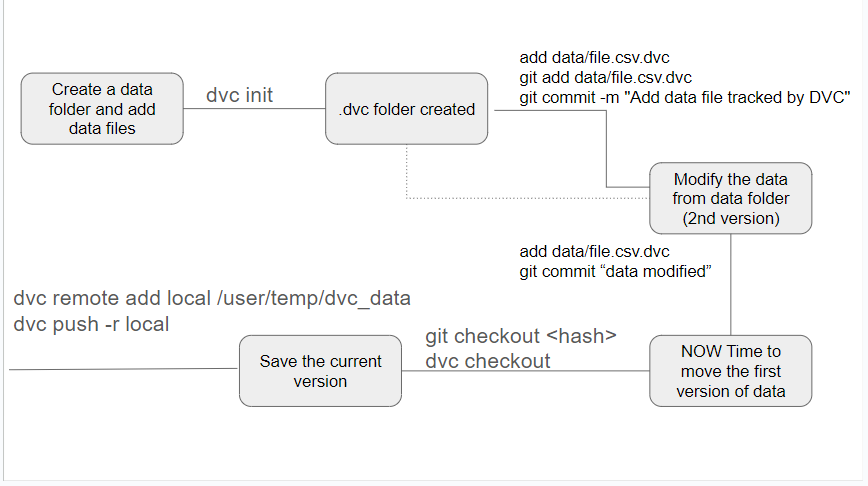 Create a data
folder and add
data files
dvc init
.dvc folder created
add data/file.csv.dvc
git add data/file.csv.dvc
git commit -m "Add data file tracked by DVC"
Modify the data
from data folder
(2nd version)
add data/file.csv.dvc
git commit “data modified”
NOW Time to
move the first
version of data
git checkout <hash>
dvc checkout
Save the current
version
dvc remote add local /user/temp/dvc_data
dvc push -r local